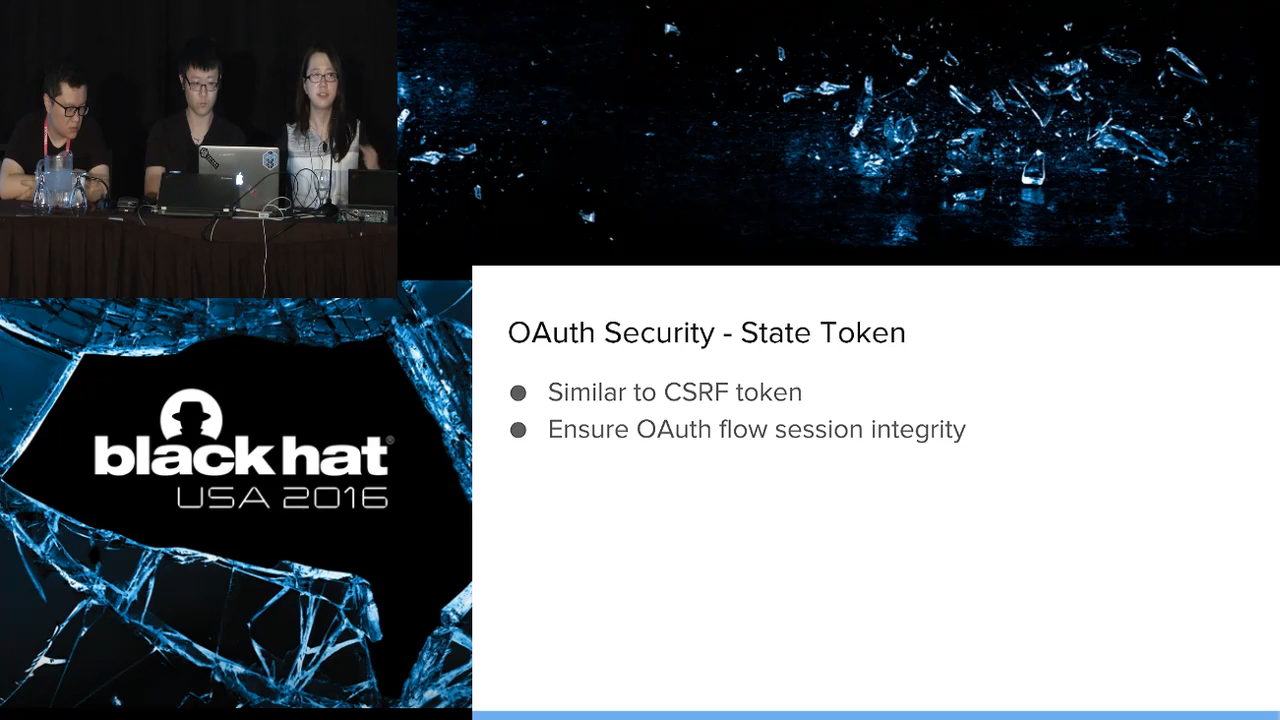 OAuth Security - State Token
● Similar to CSRF token
● Ensure OAuth flow session integrity
black hat®
USA 2016